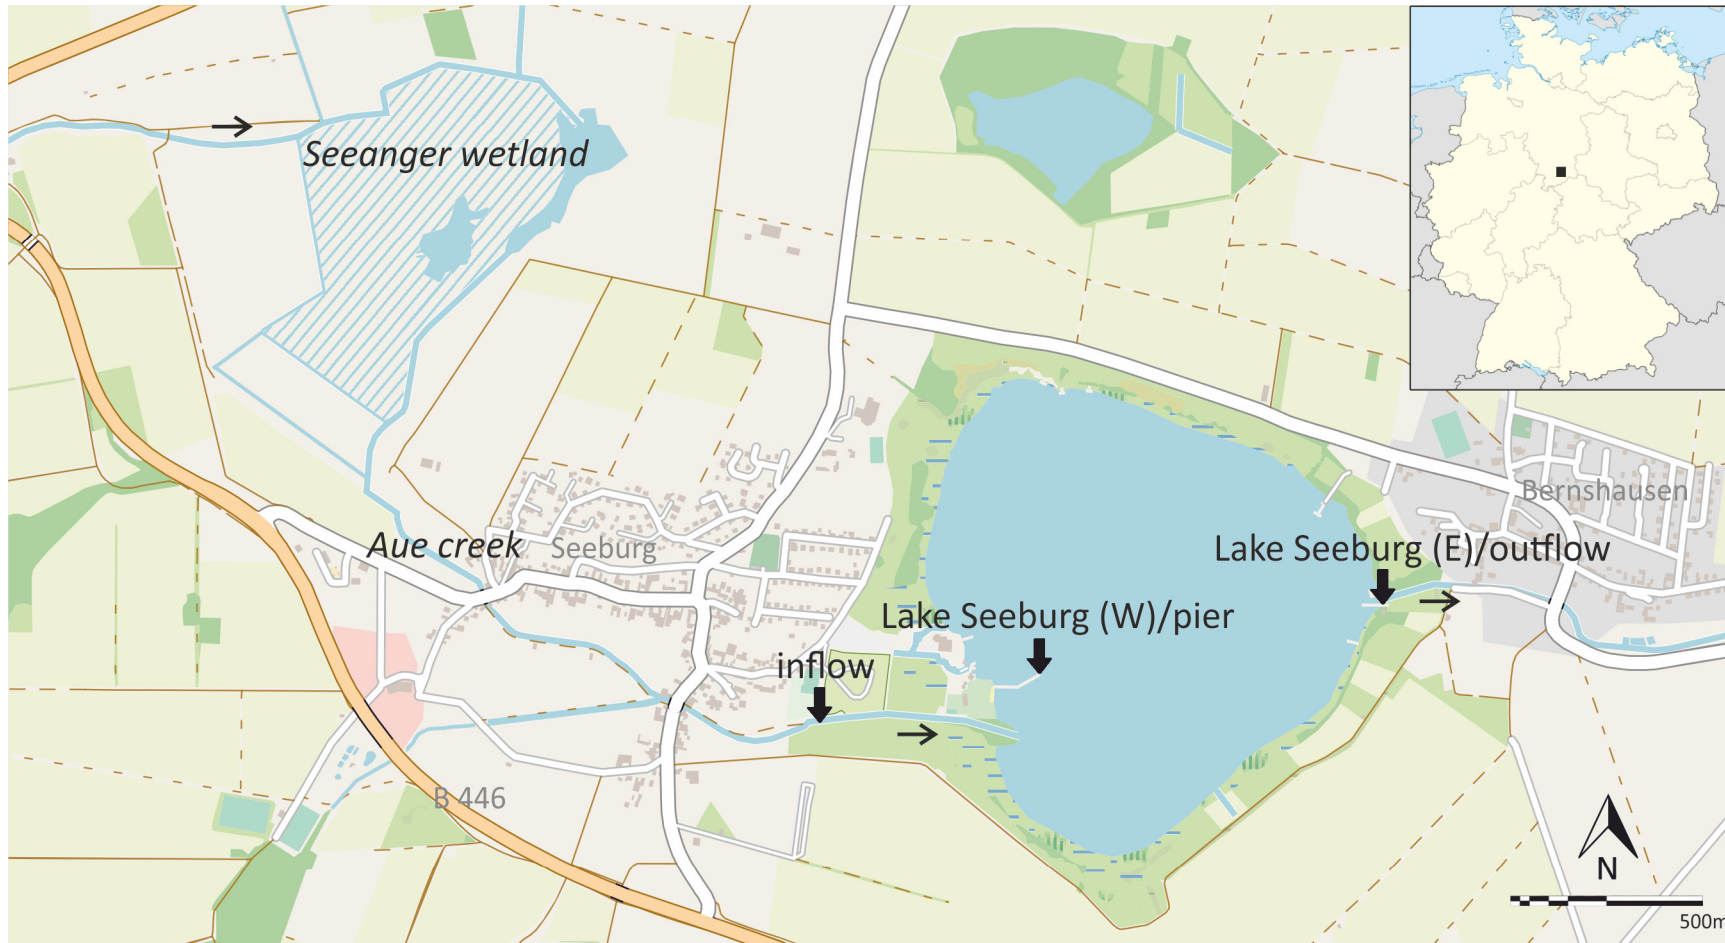 Seeanger wetland
Aue creek
Seeburg
Bernshausen
Lake Seeburg (E)/outflow
Lake Seeburg (W)/pier
inflow
B 446
N
500m